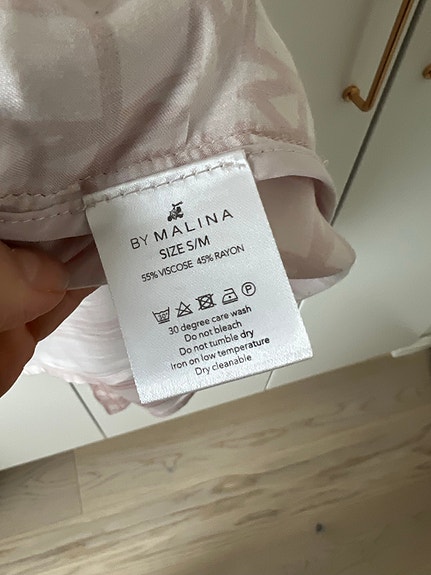 BY MALINA
SIZE S/M
55% VISCOSE 45% RAYON
30°
P
30 degree care wash
Do not bleach
Do not tumble dry
Iron on low temperature
Dry cleanable